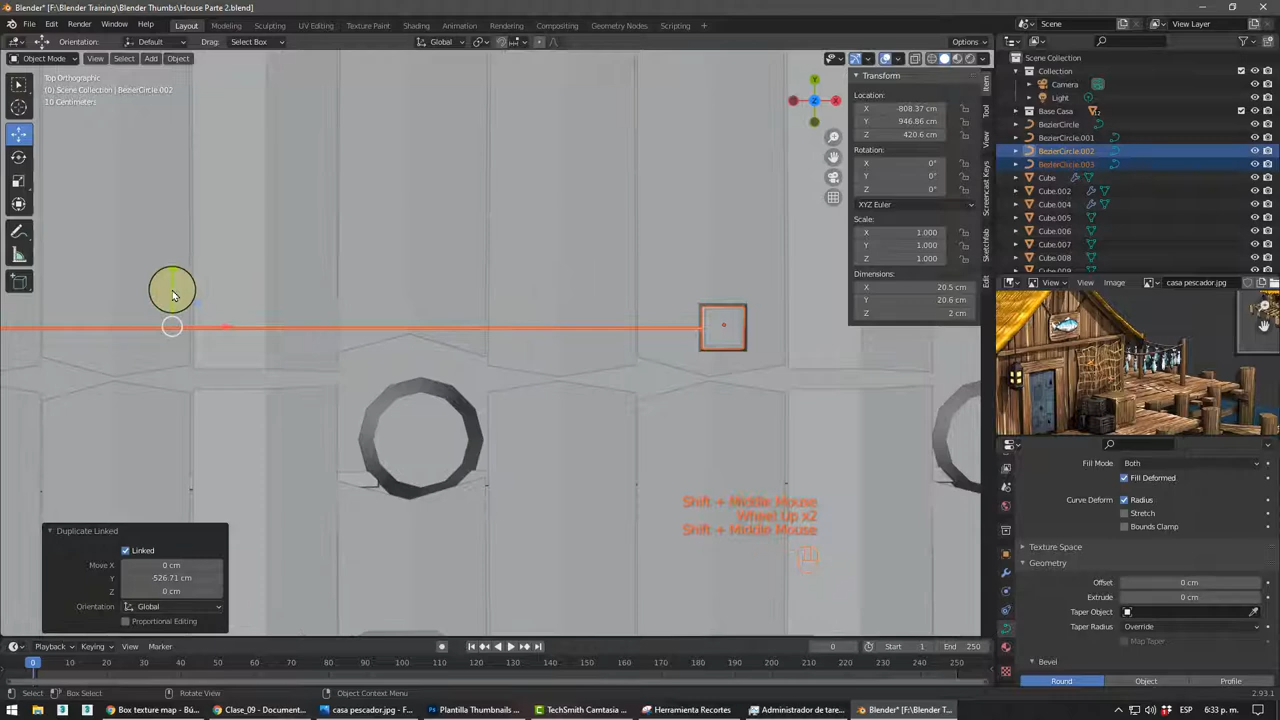 Blender* [F:\Blender Training\Blender Thumbs\House Parte 2.blend]
File Edit Render Window Help Layout Modeling Sculpting UV Editing Texture Paint Shading Animation Rendering Compositing Geometry Nodes Scripting + Scene View Layer
Orientation: Default Drag: Select Box Global Options
Object Mode View Select Add Object
Top Orthographic
(0) Scene Collection | BezierCircle.002
10 Centimeters
Y
Z
X
Transform
Location:
X -808.37 cm
Y 946.86 cm
Z 420.6 cm
Rotation:
X 0°
Y 0°
Z 0°
XYZ Euler
Scale:
X 1.000
Y 1.000
Z 1.000
Dimensions:
X 20.5 cm
Y 20.6 cm
Z 2 cm
Item
Tool
View
Screencast Keys
Sketchfab
Edit
Scene Collection
Collection
Camera
Light
Base Casa
BezierCircle
BezierCircle.001
BezierCircle.002
BezierCircle.003
Cube
Cube.002
Cube.004
Cube.005
Cube.006
Cube.007
Cube.008
Cube.009
View View Image casa pescador.jpg
Fill Mode Both
Fill Deformed
Curve Deform Radius
Stretch
Bounds Clamp
Texture Space
Geometry
Offset 0 cm
Extrude 0 cm
Taper Object
Taper Radius Override
Map Taper
Bevel
Round Object Profile
Shift + Middle Mouse
Wheel Up x2
Shift + Middle Mouse
Duplicate Linked
Linked
Move X 0 cm
Y -526.71 cm
Z 0 cm
Orientation Global
Proportional Editing
Playback Keying View Marker 0 Start 1 End 250
0 10 20 30 40 50 60 70 80 90 100 110 120 130 140 150 160 170 180 190 200 210 220 230 240 250
Select Box Select Rotate View Object Context Menu 2.93.1
Box texture map - Bu... Clase_09 - Document... casa pescador.jpg - F... Plantilla Thumbnails ... TechSmith Camtasia ... Herramienta Recortes Administrador de tare... Blender* [F:\Blender T... ESP 6:33 p. m.